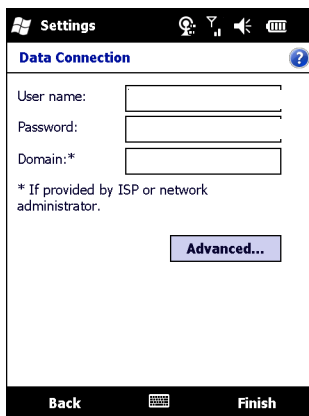 Settings
Data Connection
?
User name:
Password:
Domain:*
* If provided by ISP or network
administrator.
Advanced...
Back
Finish